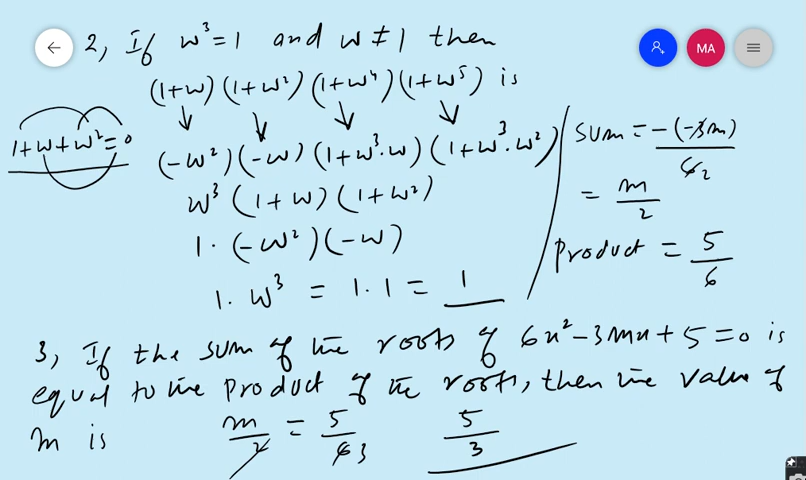 2, If w³=1 and w≠1 then
(1+w)(1+w²)(1+w⁴)(1+w⁵) is
1+w+w²=0
(-w²)(-w)(1+w³·w)(1+w³·w²)
w³(1+w)(1+w²)
1·(-w²)(-w)
1·w³ = 1·1 = 1
sum = -(-3m)/6 2
= m/2
Product = 5/6
3, If the sum of the roots of 6x²-3mx+5=0 is
equal to the product of the roots, then the value of
m is m/2 = 5/6 3 5/3
MA